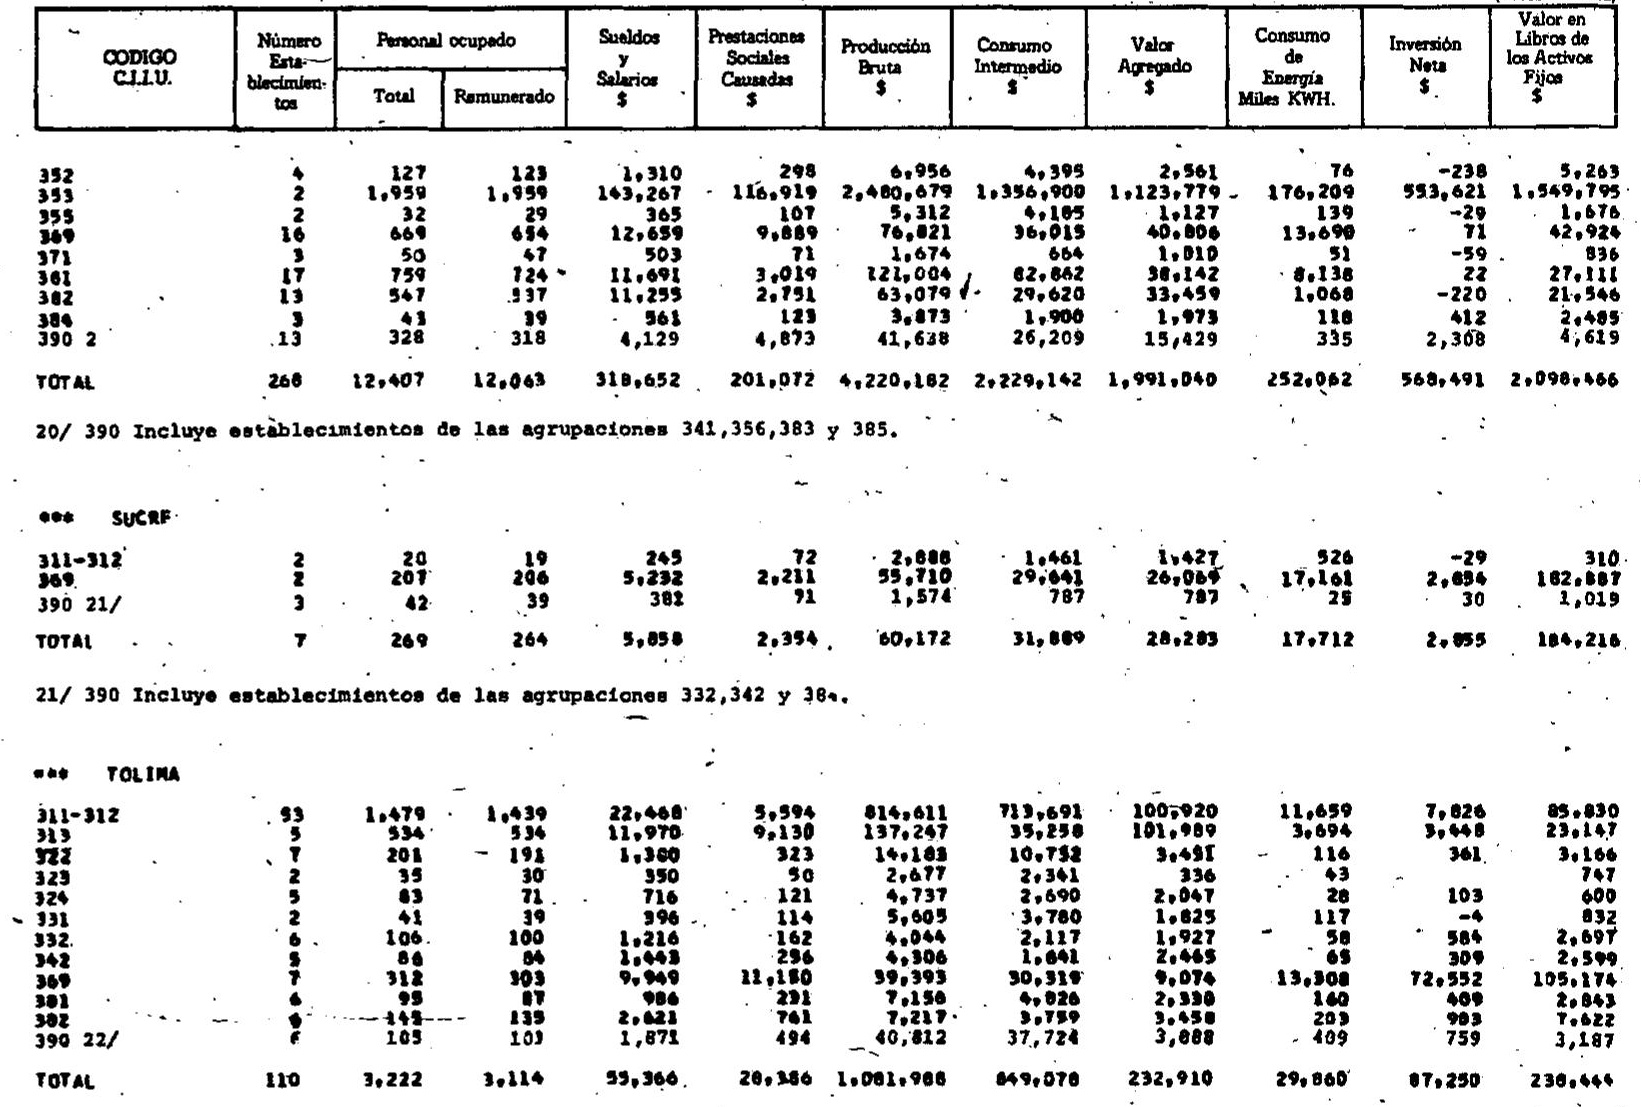 CODIGO C.I.I.U. Número Esta-blecimien-tos Personal ocupado Total Remunerado Sueldos y Salarios $ Prestaciones Sociales Causadas $ Producción Bruta $ Consumo Intermedio $ Valor Agregado $ Consumo de Energía Miles KWH. Inversión Neta $ Valor en Libros de los Activos Fijos $
352 4 127 123 1,310 298 6,956 4,395 2,561 76 -238 5,263
353 2 1,959 1,959 143,267 116,919 2,480,679 1,356,900 1,123,779 176,209 553,621 1,549,795
355 2 32 29 365 107 5,312 4,185 1,127 139 -29 1,676
369 16 669 654 12,659 9,889 76,821 36,015 40,806 13,690 71 42,924
371 3 50 47 503 71 1,674 664 1,010 51 -59 836
381 17 759 724 11,691 3,019 121,004 82,862 38,142 8,138 22 27,111
382 13 547 537 11,255 2,751 63,079 29,620 33,459 1,068 -220 21,546
384 3 561 123 3,873 1,900 1,973 118 412 2,485
390 2 13 328 318 4,129 4,873 41,638 26,209 15,429 335 2,308 4,619
TOTAL 268 12,407 12,063 318,652 201,072 4,220,182 2,229,142 1,991,040 252,062 568,491 2,098,466
20/ 390 Incluye establecimientos de las agrupaciones 341,356,383 y 385.
*** SUCRE
311-312 2 20 19 245 72 2,888 1,461 1,427 526 -29 310
369 2 207 206 5,232 2,211 55,710 29,641 26,069 17,161 2,854 182,887
390 21/ 3 42 39 381 71 1,574 787 787 25 30 1,019
TOTAL 7 269 264 5,858 2,354 60,172 31,889 28,283 17,712 2,855 184,216
21/ 390 Incluye establecimientos de las agrupaciones 332,342 y
*** TOLIMA
311-312 53 1,479 1,439 22,468 5,594 814,611 713,691 100,920 11,659 7,826 85,830
313 5 534 534 11,970 9,130 137,247 35,258 101,989 3,694 3,448 23,147
322 7 201 191 1,380 323 14,183 10,752 3,431 116 361 3,166
323 2 35 30 350 50 2,677 2,341 336 43 747
324 5 83 71 716 121 4,737 2,690 2,047 28 103 600
331 2 41 39 396 114 5,605 3,780 1,825 117 -4 832
332 6 106 100 1,216 162 4,044 2,117 1,927 58 584 2,697
342 5 86 84 1,443 256 4,306 1,841 2,465 65 309 2,599
369 7 312 303 9,949 11,180 39,393 30,319 9,074 13,308 72,552 105,174
381 95 87 986 231 7,156 4,826 2,330 160 409 2,843
382 135 2,621 761 7,217 3,759 3,458 203 983 7,622
390 22/ 105 103 1,871 494 40,812 37,724 3,088 409 759 3,187
TOTAL 110 3,222 3,114 55,366 28,386 1,081,988 849,078 232,910 29,860 87,250 238,444